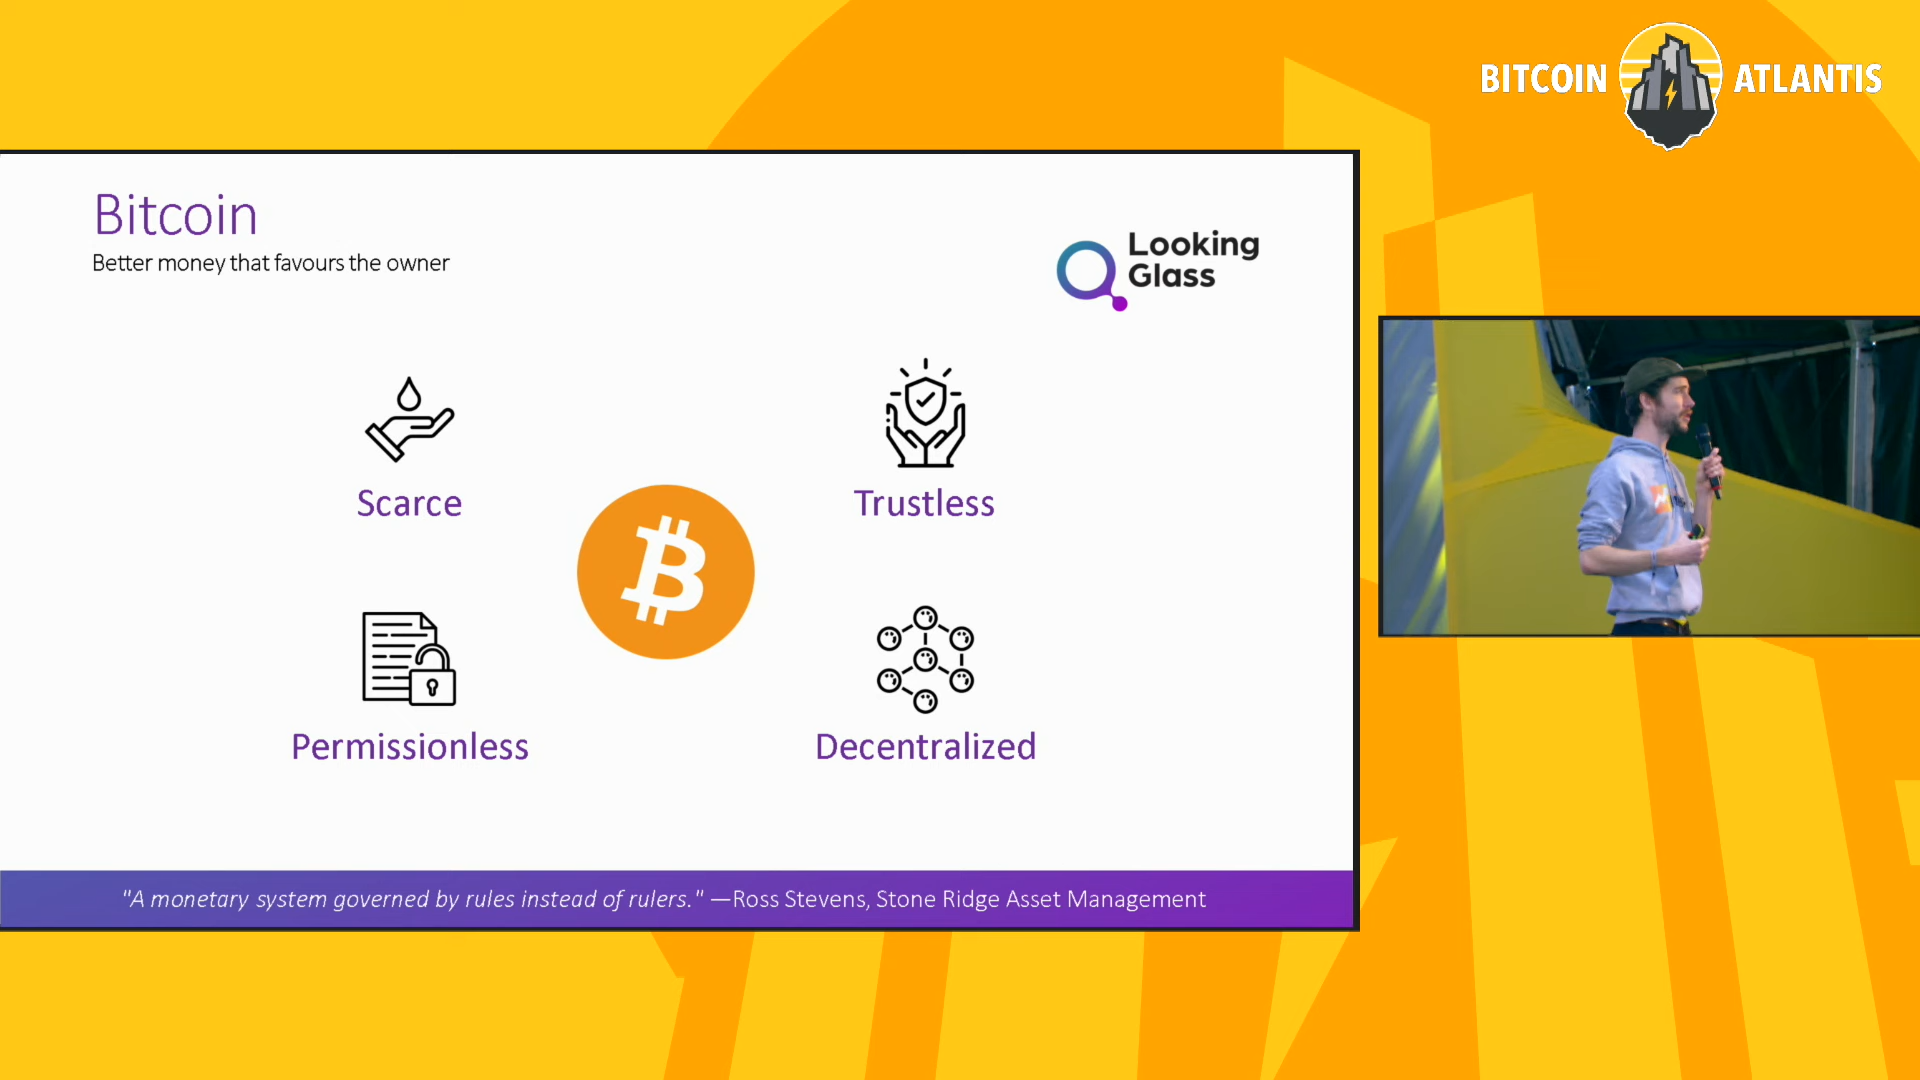 BITCOIN ATLANTIS
Bitcoin
Better money that favours the owner
Looking
Glass
Scarce
Trustless
Permissionless
Decentralized
"A monetary system governed by rules instead of rulers." —Ross Stevens, Stone Ridge Asset Management